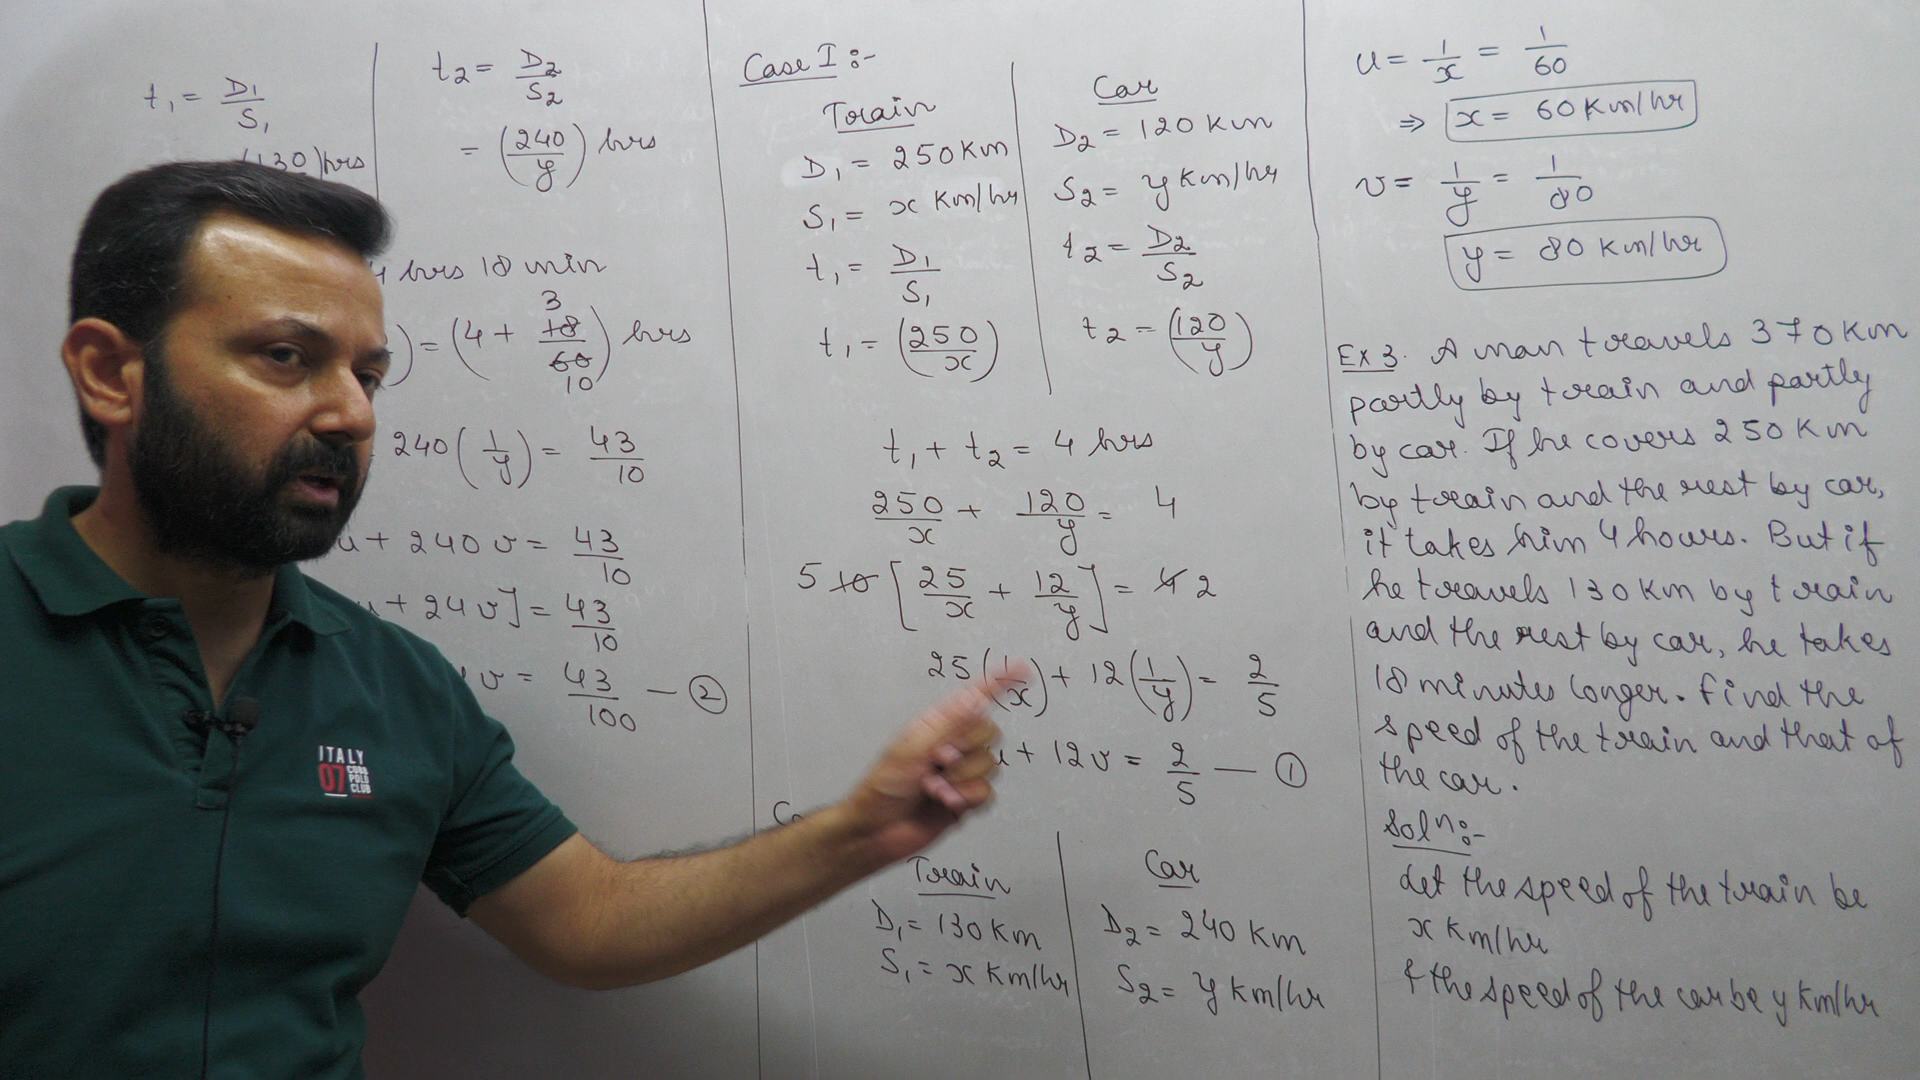 t₁ = D₁/S₁
(130)hrs
t₂ = D₂/S₂
= (240/y) hrs
4 hrs 18 min
) = (4 + 3 18/60 10) hrs
240(1/y) = 43/10
u + 240v = 43/10
u + 24v] = 43/10
v = 43/100 — ②
ITALY
07 CORS POLO CLUB
Case I :-
Train
D₁ = 250 Km
S₁ = x Km/hr
t₁ = D₁/S₁
t₁ = (250/x)
Car
D₂ = 120 Km
S₂ = y Km/hr
t₂ = D₂/S₂
t₂ = (120/y)
t₁ + t₂ = 4 hrs
250/x + 120/y = 4
5 10 [25/x + 12/y] = 4 2
25(1/x) + 12(1/y) = 2/5
u + 12v = 2/5 — ①
Train
D₁ = 130 Km
S₁ = x Km/hr
Car
D₂ = 240 Km
S₂ = y Km/hr
u = 1/x = 1/60
⇒ x = 60 Km/hr
v = 1/y = 1/80
y = 80 Km/hr
Ex 3. A man travels 370 Km
partly by train and partly
by car. If he covers 250 Km
by train and the rest by car,
it takes him 4 hours. But if
he travels 130 Km by train
and the rest by car, he takes
18 minutes longer. Find the
speed of the train and that of
the car.
Solⁿ:-
Let the speed of the train be
x Km/hr
& the speed of the car be y Km/hr